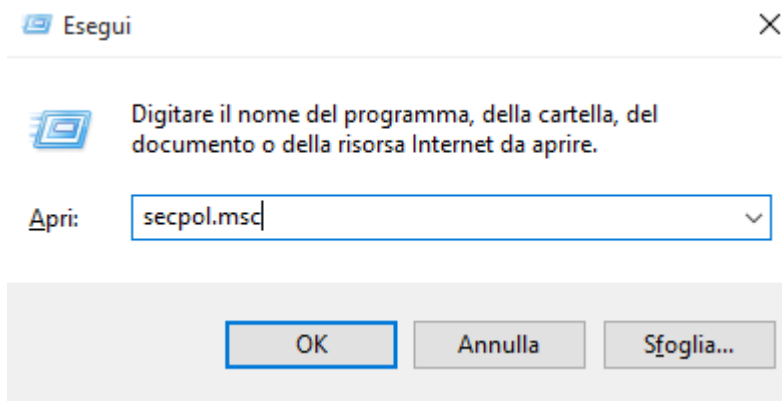 Esegui
Digitare il nome del programma, della cartella, del
documento o della risorsa Internet da aprire.
Apri: secpol.msc
OK Annulla Sfoglia...